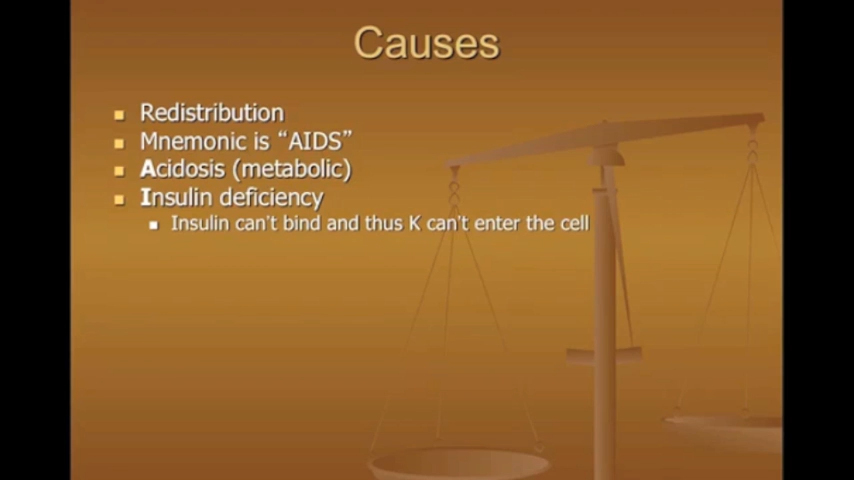 Causes
Redistribution
Mnemonic is “AIDS”
Acidosis (metabolic)
Insulin deficiency
Insulin can't bind and thus K can't enter the cell